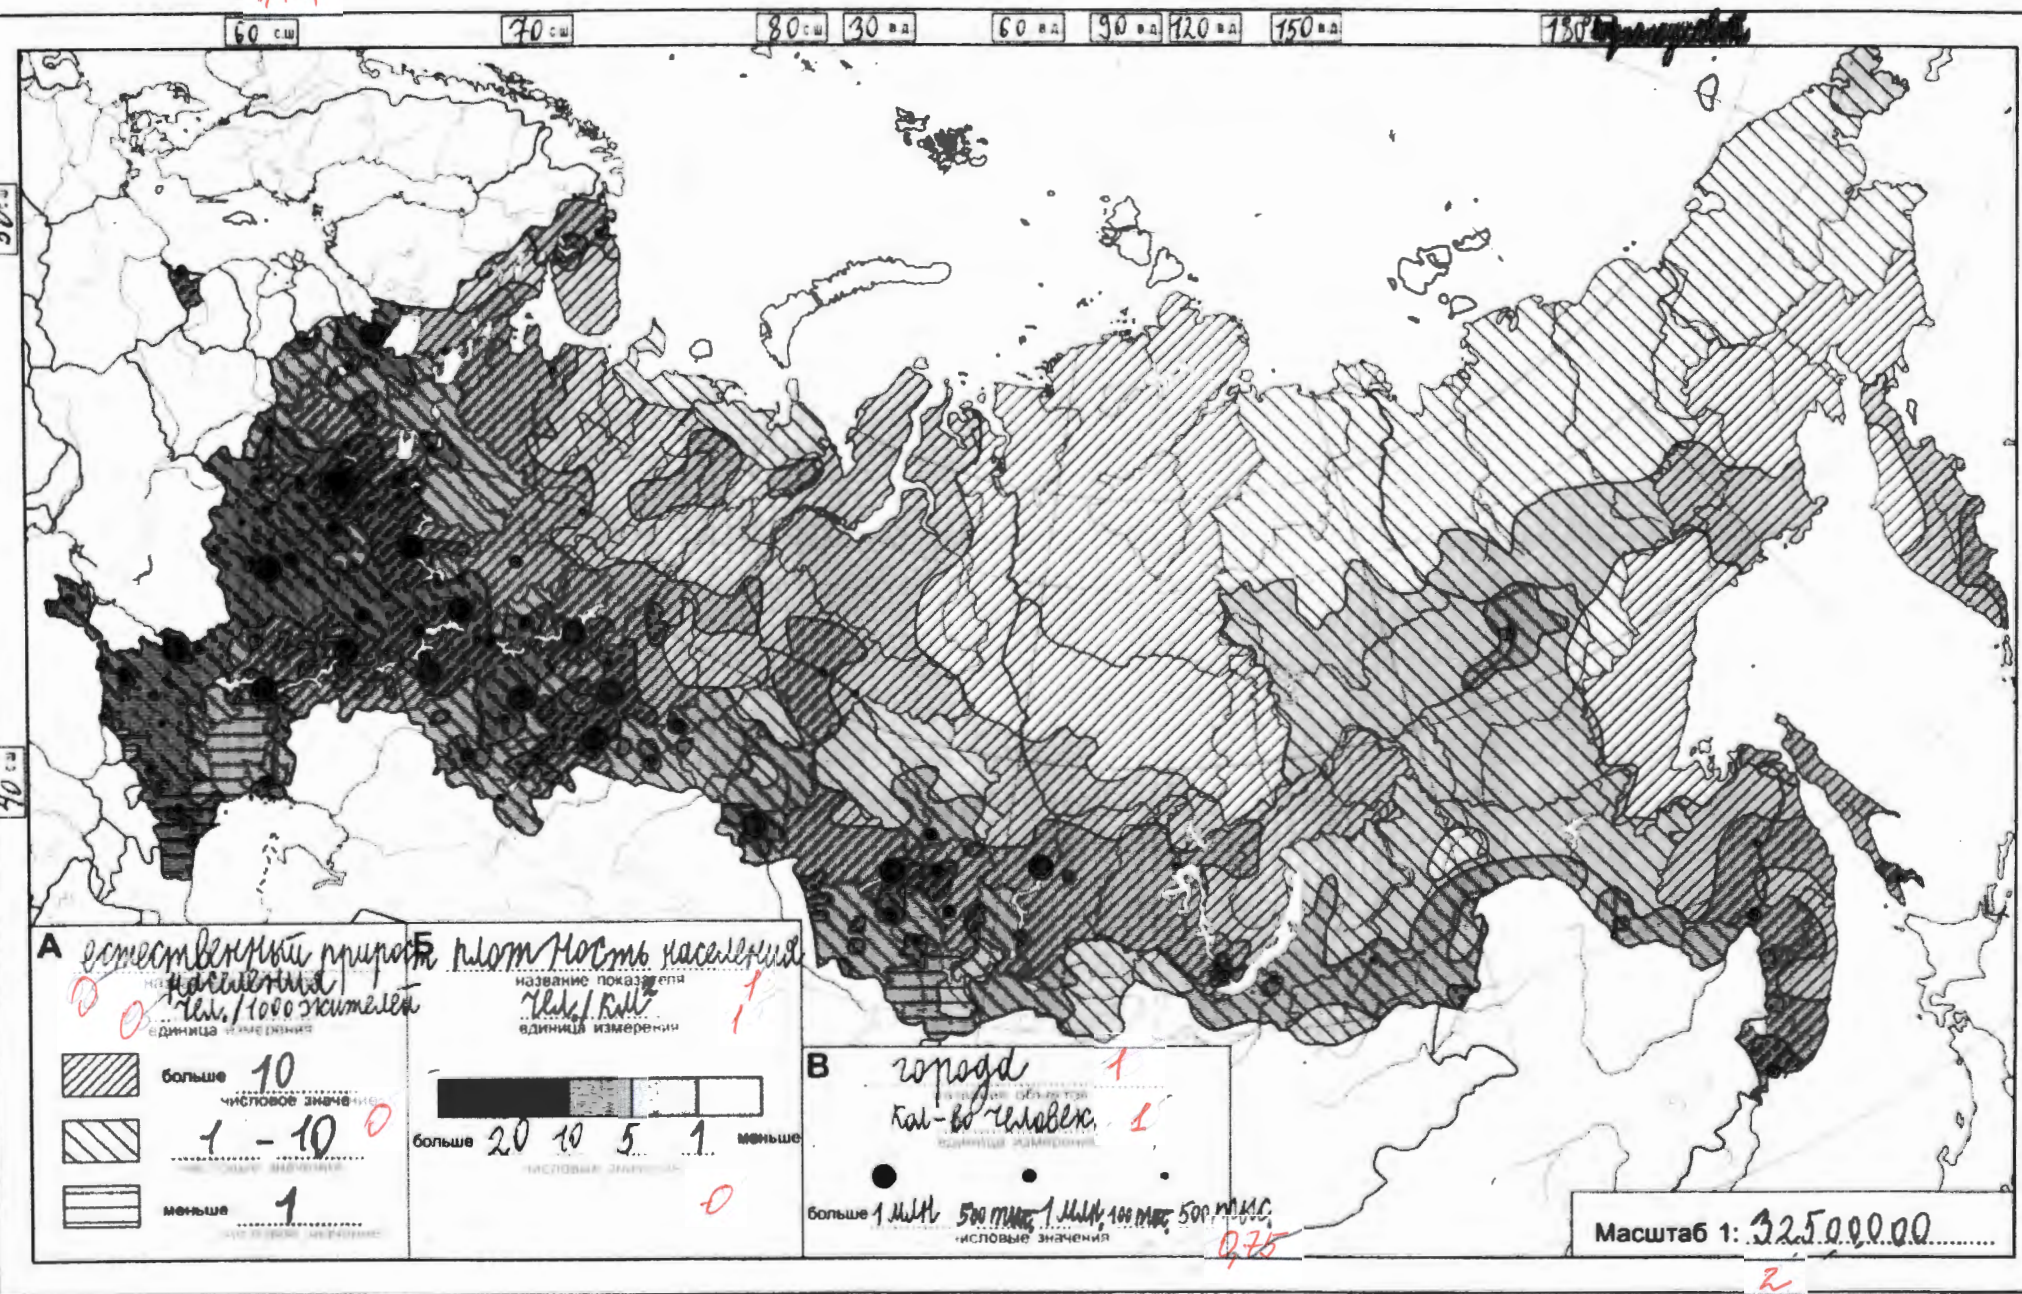 60 с.ш 70 с.ш 80 с.ш 30 в.д 60 в.д 90 в.д 120 в.д 150 в.д 180°
40 с.ш
А естественный прирост
населения
чел./1000 жителей
единица измерения
0 0
больше 10
числовое значение
1 - 10 0
числовые значения
меньше 1
числовое значение
Б плотность населения
название показателя 1
чел./км²
единица измерения 1
больше 20 10 5 1 меньше
числовые значения
0
В города 1
названия объектов
кол-во человек 1
единица измерения
больше 1 млн 500 тыс, 1 млн, 100 тыс, 500 тыс,
числовые значения
0,75
Масштаб 1: 32500000
2